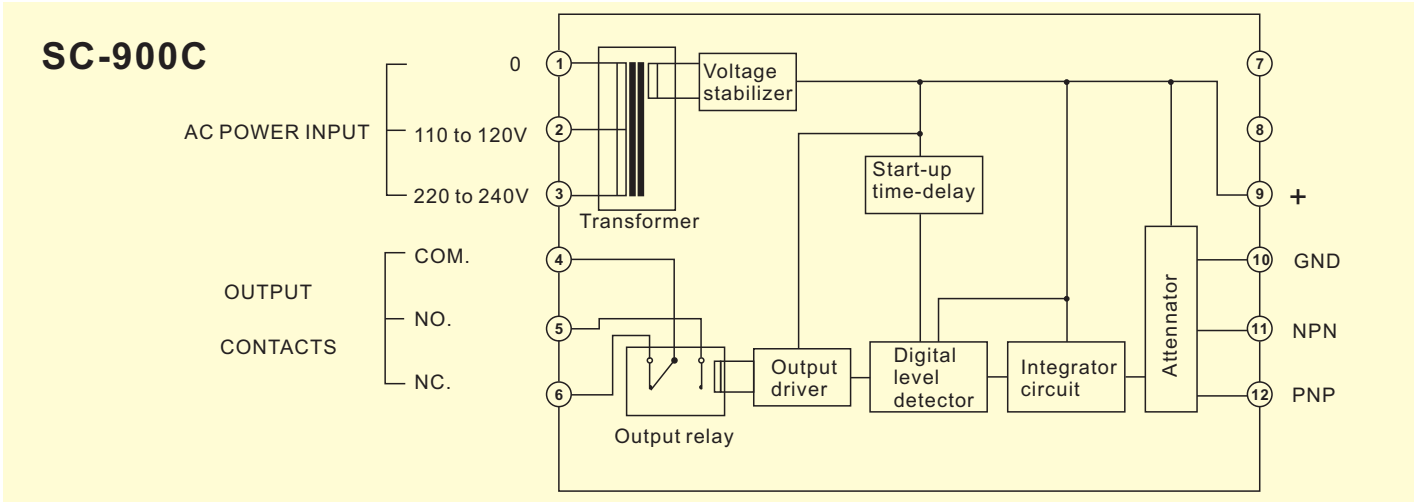 SC-900C
AC POWER INPUT
0
110 to 120V
220 to 240V
OUTPUT
CONTACTS
COM.
NO.
NC.
1
2
3
4
5
6
Transformer
Voltage
stabilizer
Start-up
time-delay
Output relay
Output
driver
Digital
level
detector
Integrator
circuit
Attennator
7
8
9
+
10
GND
11
NPN
12
PNP